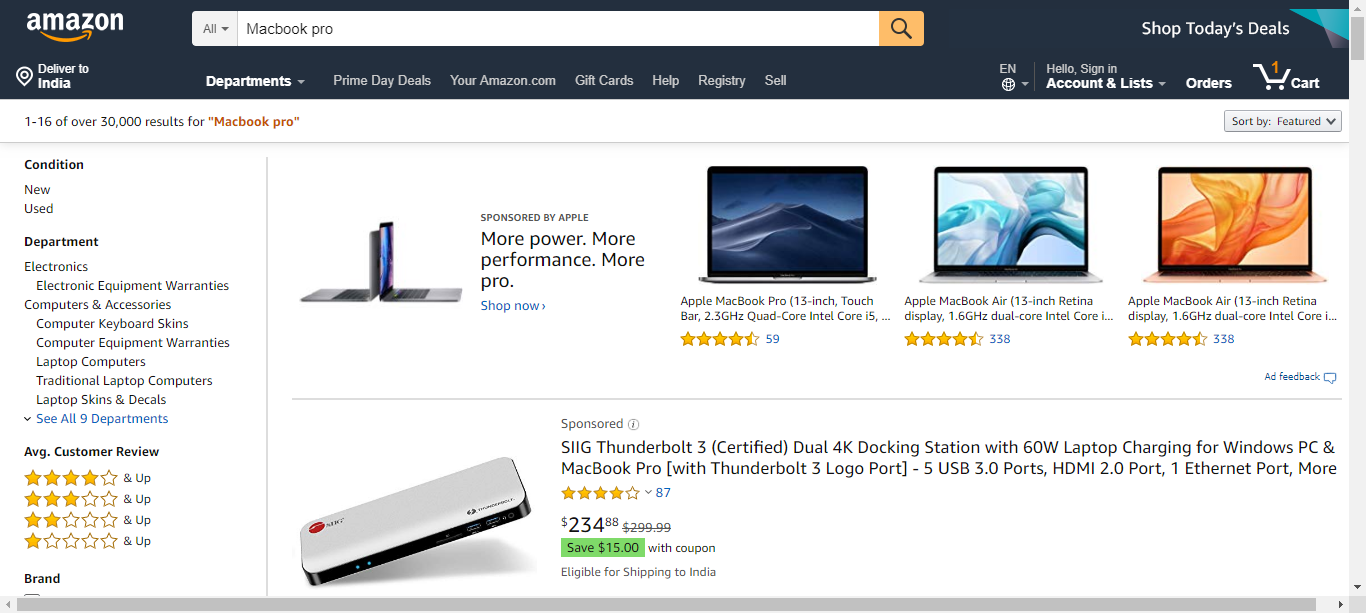 amazon
All
Macbook pro
Shop Today's Deals
Deliver to
India
Departments
Prime Day Deals
Your Amazon.com
Gift Cards
Help
Registry
Sell
EN
Hello, Sign in
Account & Lists
Orders
1
Cart
1-16 of over 30,000 results for "Macbook pro"
Sort by: Featured
Condition
New
Used
Department
Electronics
Electronic Equipment Warranties
Computers & Accessories
Computer Keyboard Skins
Computer Equipment Warranties
Laptop Computers
Traditional Laptop Computers
Laptop Skins & Decals
See All 9 Departments
Avg. Customer Review
& Up
& Up
& Up
& Up
Brand
SPONSORED BY APPLE
More power. More
performance. More
pro.
Shop now ›
Apple MacBook Pro (13-inch, Touch
Bar, 2.3GHz Quad-Core Intel Core i5, ...
59
Apple MacBook Air (13-inch Retina
display, 1.6GHz dual-core Intel Core i...
338
Apple MacBook Air (13-inch Retina
display, 1.6GHz dual-core Intel Core i...
338
Ad feedback
SIIG
THUNDERBOLT
Sponsored
SIIG Thunderbolt 3 (Certified) Dual 4K Docking Station with 60W Laptop Charging for Windows PC &
MacBook Pro [with Thunderbolt 3 Logo Port] - 5 USB 3.0 Ports, HDMI 2.0 Port, 1 Ethernet Port, More
87
$234 88 $299.99
Save $15.00 with coupon
Eligible for Shipping to India